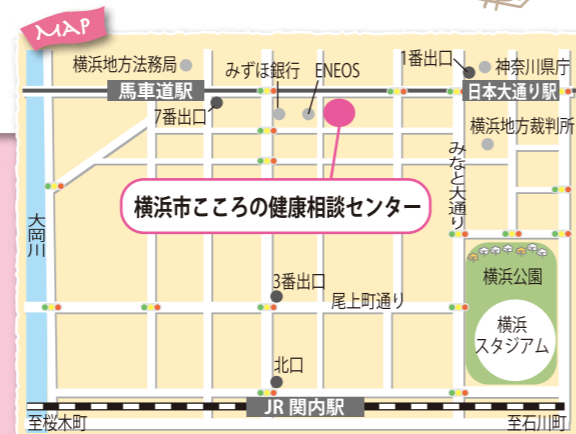 MAP
横浜地方法務局
みずほ銀行
ENEOS
1番出口
神奈川県庁
馬車道駅
日本大通り駅
7番出口
横浜地方裁判所
みなと大通り
横浜市こころの健康相談センター
大岡川
横浜公園
3番出口
尾上町通り
横浜
スタジアム
北口
JR 関内駅
至桜木町
至石川町